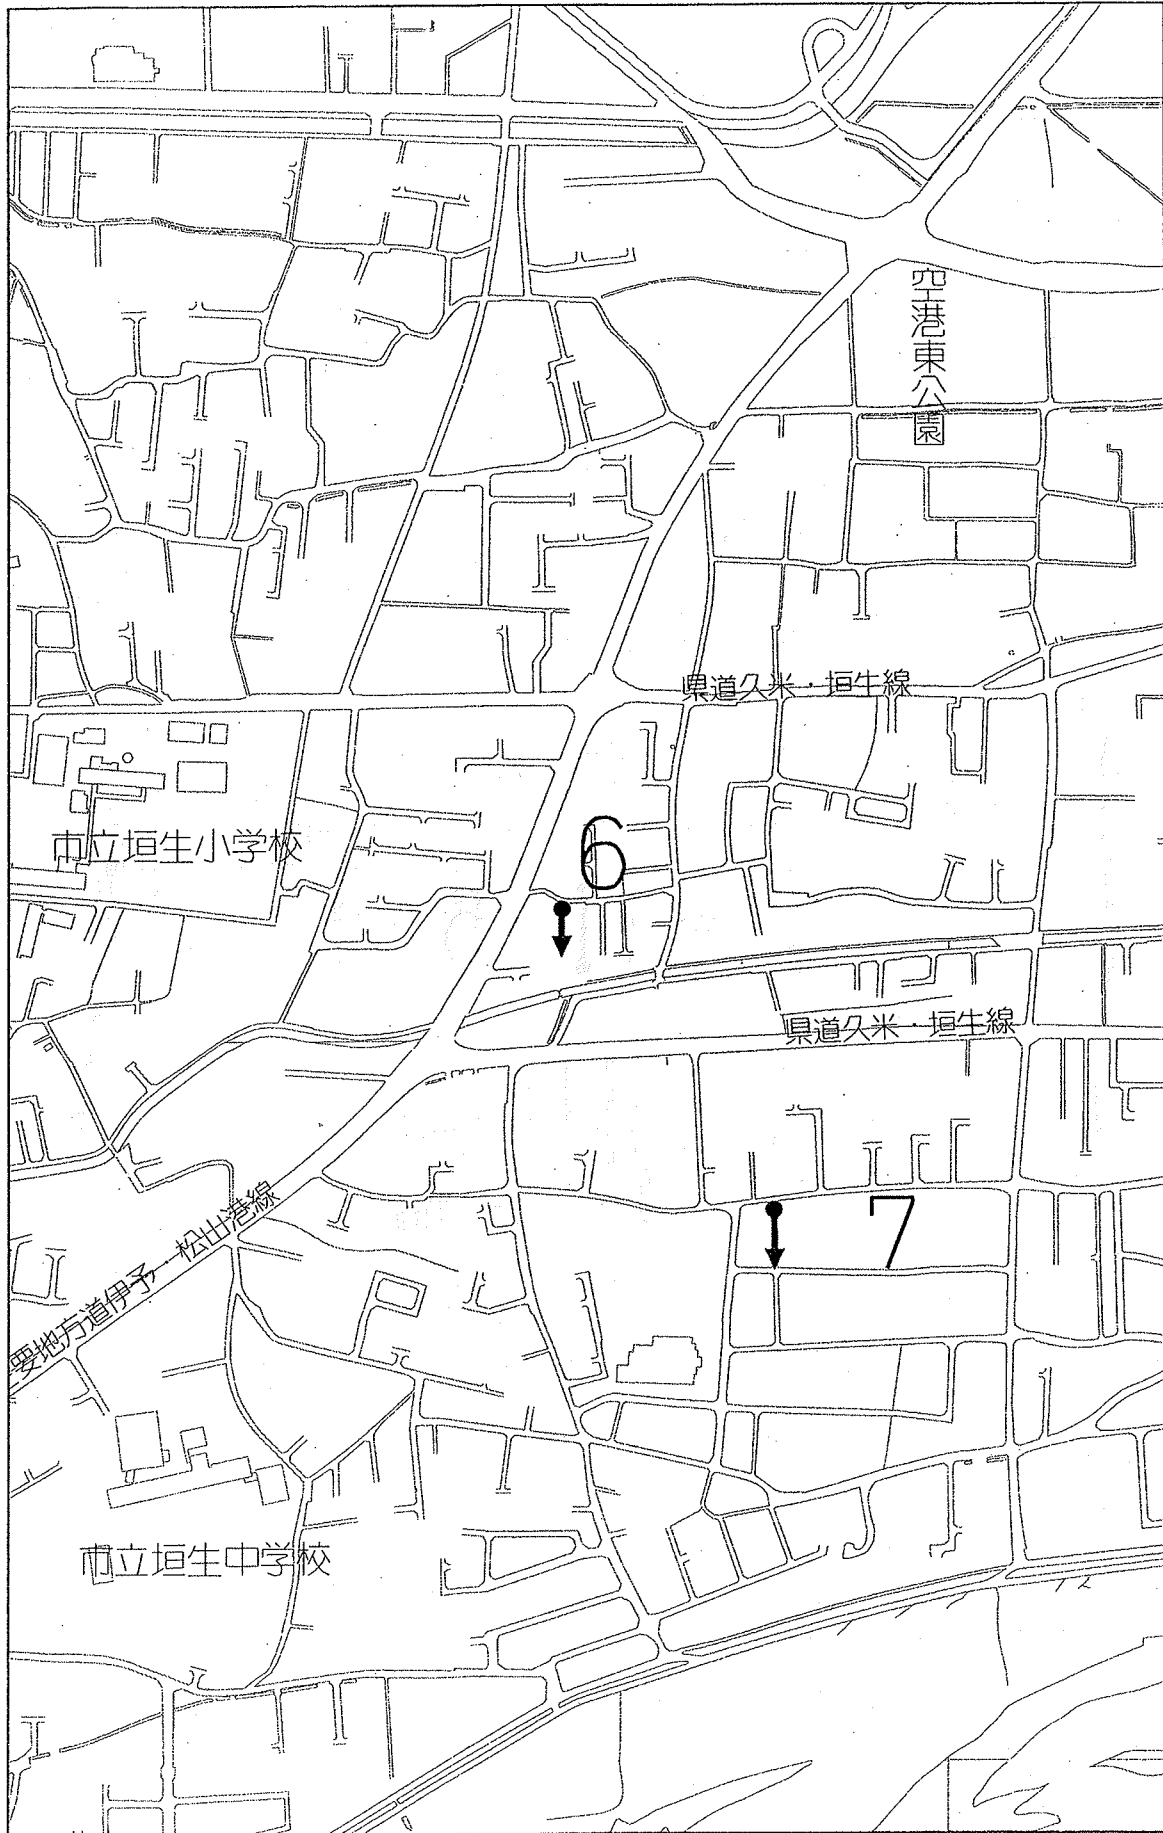 空港東公園
県道久米・垣生線
市立垣生小学校
6
県道久米・垣生線
7
要地方道伊予・松山港線
市立垣生中学校